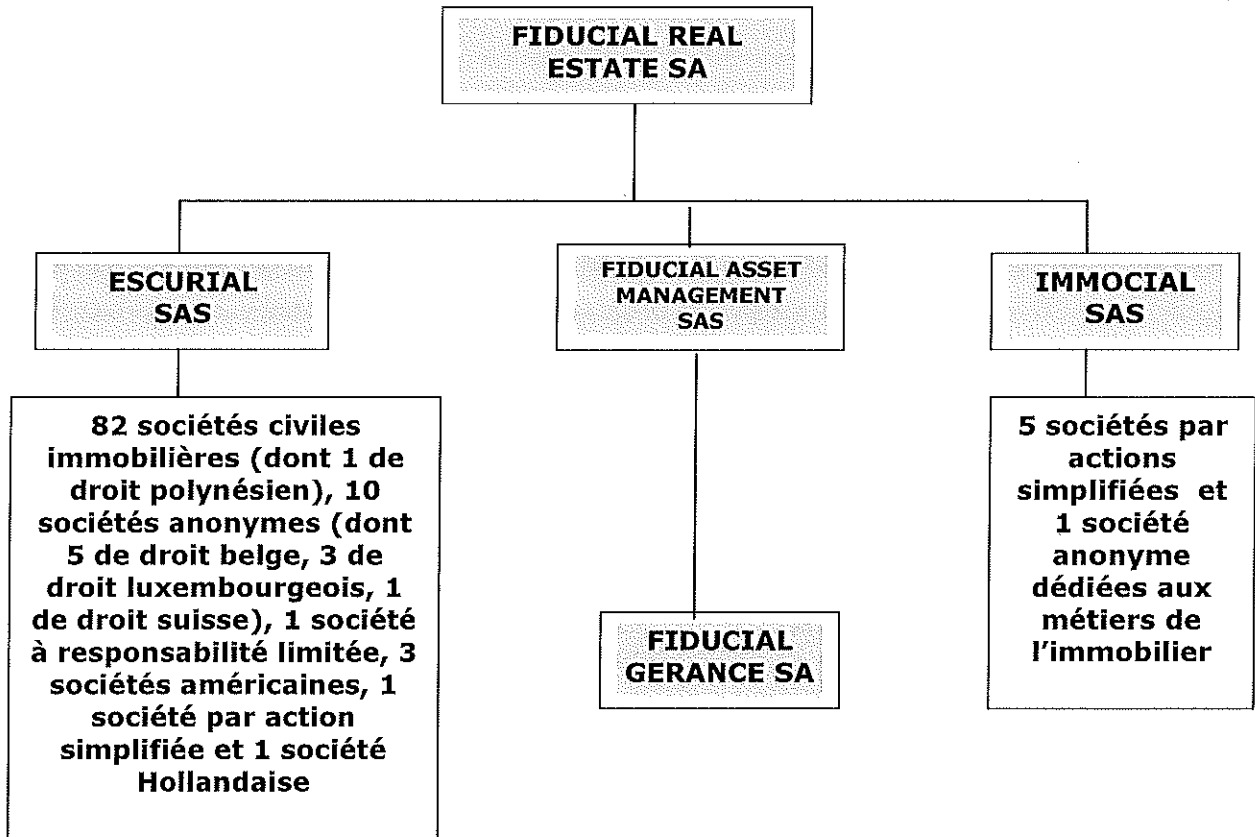 FIDUCIAL REAL
ESTATE SA
ESCURIAL
SAS
FIDUCIAL ASSET
MANAGEMENT
SAS
IMMOCIAL
SAS
82 sociétés civiles
immobilières (dont 1 de
droit polynésien), 10
sociétés anonymes (dont
5 de droit belge, 3 de
droit luxembourgeois, 1
de droit suisse), 1 société
à responsabilité limitée, 3
sociétés américaines, 1
société par action
simplifiée et 1 société
Hollandaise
FIDUCIAL
GERANCE SA
5 sociétés par
actions
simplifiées et
1 société
anonyme
dédiées aux
métiers de
l'immobilier